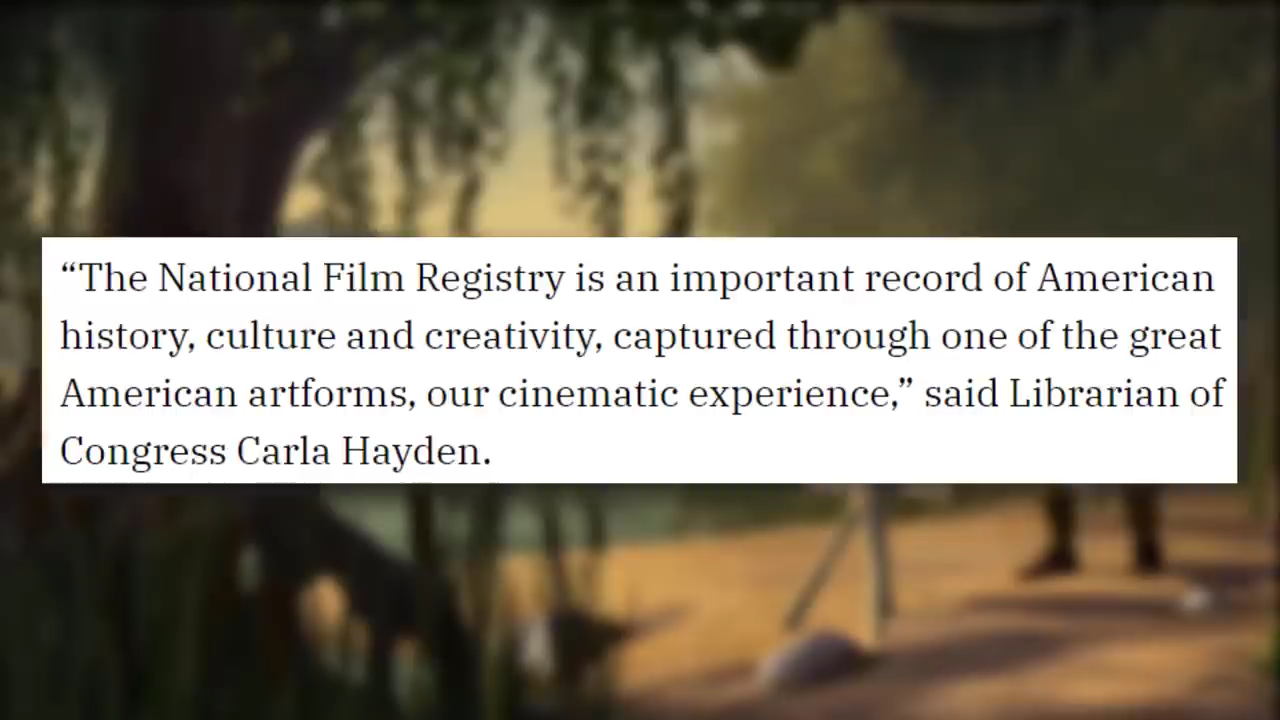 “The National Film Registry is an important record of American
history, culture and creativity, captured through one of the great
American artforms, our cinematic experience,” said Librarian of
Congress Carla Hayden.